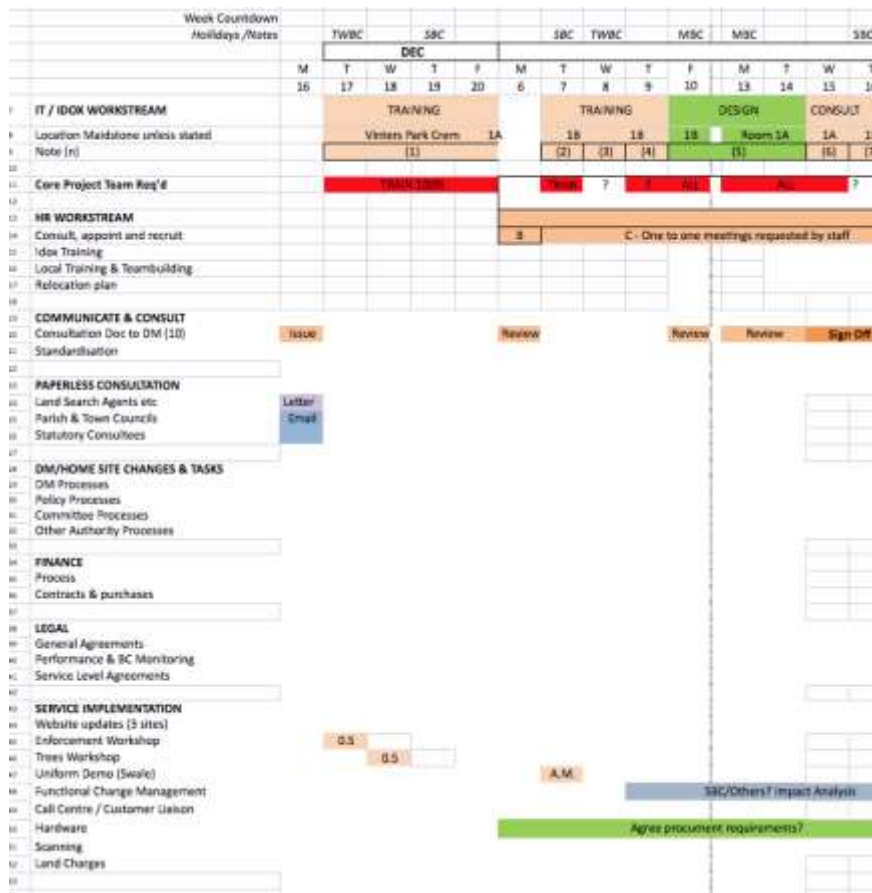 Week Countdown
Hoilidays /Notes TWBC SBC SBC TWBC MBC MBC SBC
DEC
M T W T F M T W T F M T W T
16 17 18 19 20 6 7 8 9 10 13 14 15
IT / IDOX WORKSTREAM TRAINING TRAINING DESIGN CONSULT
Location Maidstone unless stated Vinters Park Crem 1A 1B 1B 1B Room 1A 1A
Note (n) (1) (2) (3) (4) (5) (6)
Core Project Team Req'd TRAIN 100% ? ? ALL ALL ?
HR WORKSTREAM
Consult, appoint and recruit B C - One to one meetings requested by staff
Idox Training
Local Training & Teambuilding
Relocation plan
COMMUNICATE & CONSULT
Consultation Doc to DM (10) Issue Review Review Review Sign Off
Standardisation
PAPERLESS CONSULTATION
Land Search Agents etc Letter
Parish & Town Councils Email
Statutory Consultees
DM/HOME SITE CHANGES & TASKS
DM Processes
Policy Processes
Committee Processes
Other Authority Processes
FINANCE
Process
Contracts & purchases
LEGAL
General Agreements
Performance & BC Monitoring
Service Level Agreements
SERVICE IMPLEMENTATION
Website updates (3 sites)
Enforcement Workshop 0.5
Trees Workshop 0.5
Uniform Demo (Swale) A.M.
Functional Change Management SBC/Others? Impact Analysis
Call Centre / Customer Liaison
Hardware Agree procument requirements?
Scanning
Land Charges